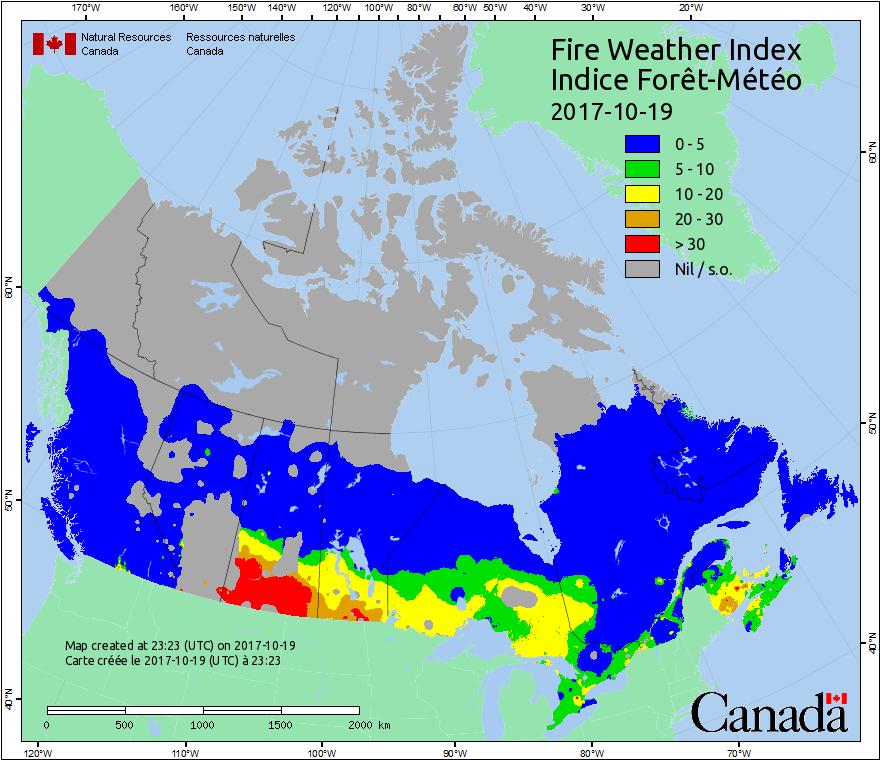 170°W 160°W 150°W 140°W 120°W 110°W 100°W 90°W 80°W 60°W 50°W 40°W 30°W 20°W
Natural Resources Canada
Ressources naturelles Canada
Fire Weather Index
Indice Forêt-Météo
2017-10-19
0 - 5
5 - 10
10 - 20
20 - 30
> 30
Nil / s.o.
60°N
60°N
50°N
50°N
40°N
40°N
Map created at 23:23 (UTC) on 2017-10-19
Carte créée le 2017-10-19 (UTC) à 23:23
0 500 1000 1500 2000 km
Canada
120°W 110°W 100°W 90°W 80°W 70°W